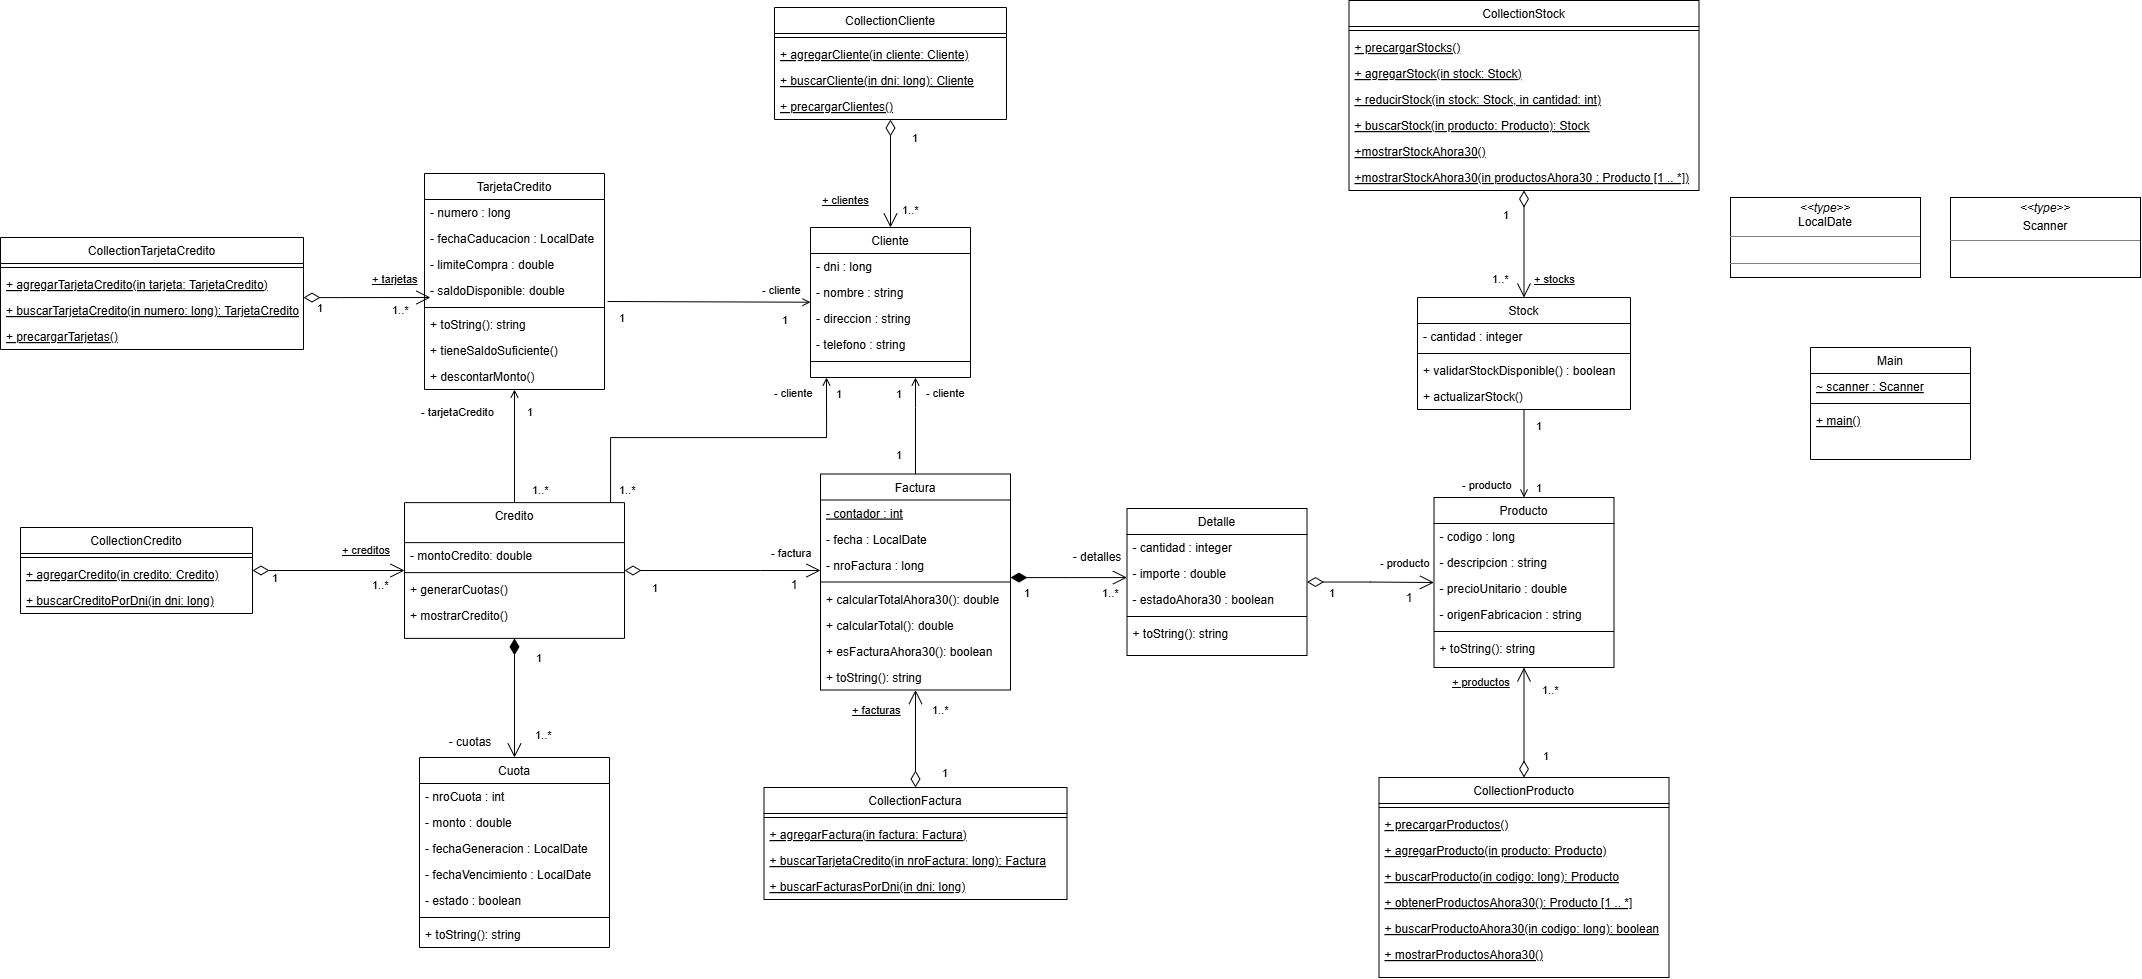 CollectionCliente
+ agregarCliente(in cliente: Cliente)
+ buscarCliente(in dni: long): Cliente
+ precargarClientes()
1
+ clientes
1..*
CollectionStock
+ precargarStocks()
+ agregarStock(in stock: Stock)
+ reducirStock(in stock: Stock, in cantidad: int)
+ buscarStock(in producto: Producto): Stock
+mostrarStockAhora30()
+mostrarStockAhora30(in productosAhora30 : Producto [1 .. *])
1
1..*
+ stocks
<<type>>
LocalDate
<<type>>
Scanner
CollectionTarjetaCredito
+ agregarTarjetaCredito(in tarjeta: TarjetaCredito)
+ buscarTarjetaCredito(in numero: long): TarjetaCredito
+ precargarTarjetas()
+ tarjetas
1
1..*
TarjetaCredito
- numero : long
- fechaCaducacion : LocalDate
- limiteCompra : double
- saldoDisponible: double
+ toString(): string
+ tieneSaldoSuficiente()
+ descontarMonto()
- cliente
1
1
Cliente
- dni : long
- nombre : string
- direccion : string
- telefono : string
Stock
- cantidad : integer
+ validarStockDisponible() : boolean
+ actualizarStock()
Main
~ scanner : Scanner
+ main()
- tarjetaCredito
1
1..*
- cliente
1
1..*
1
- cliente
1
1
- producto
1
CollectionCredito
+ agregarCredito(in credito: Credito)
+ buscarCreditoPorDni(in dni: long)
+ creditos
1
1..*
Credito
- montoCredito: double
+ generarCuotas()
+ mostrarCredito()
- factura
1
1
Factura
- contador : int
- fecha : LocalDate
- nroFactura : long
+ calcularTotalAhora30(): double
+ calcularTotal(): double
+ esFacturaAhora30(): boolean
+ toString(): string
- detalles
1
1..*
Detalle
- cantidad : integer
- importe : double
- estadoAhora30 : boolean
+ toString(): string
- producto
1
1
Producto
- codigo : long
- descripcion : string
- precioUnitario : double
- origenFabricacion : string
+ toString(): string
1
- cuotas
1..*
Cuota
- nroCuota : int
- monto : double
- fechaGeneracion : LocalDate
- fechaVencimiento : LocalDate
- estado : boolean
+ toString(): string
+ facturas
1..*
1
CollectionFactura
+ agregarFactura(in factura: Factura)
+ buscarTarjetaCredito(in nroFactura: long): Factura
+ buscarFacturasPorDni(in dni: long)
+ productos
1..*
1
CollectionProducto
+ precargarProductos()
+ agregarProducto(in producto: Producto)
+ buscarProducto(in codigo: long): Producto
+ obtenerProductosAhora30(): Producto [1 .. *]
+ buscarProductoAhora30(in codigo: long): boolean
+ mostrarProductosAhora30()